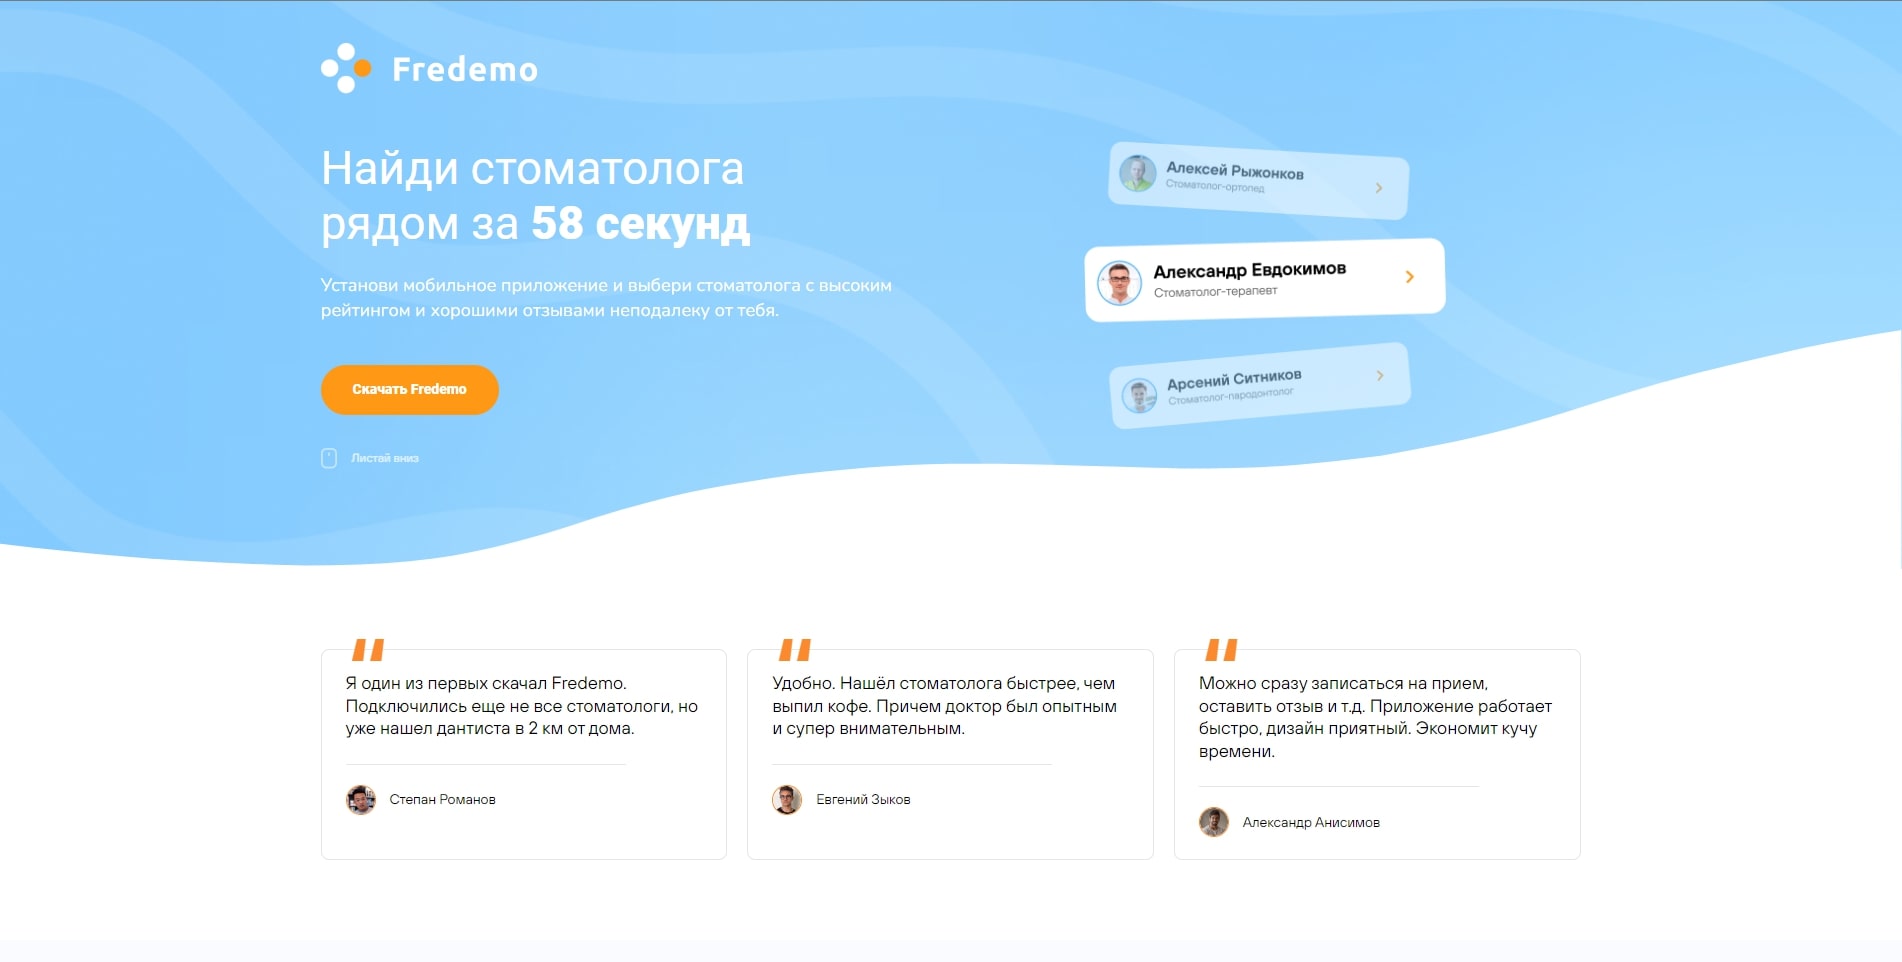 Fredemo
Найди стоматолога
рядом за 58 секунд
Установи мобильное приложение и выбери стоматолога с высоким
рейтингом и хорошими отзывами неподалеку от тебя.
Скачать Fredemo
Листай вниз
Алексей Рыжонков
Стоматолог-ортопед
Александр Евдокимов
Стоматолог-терапевт
Арсений Ситников
Стоматолог-пародонтолог
Я один из первых скачал Fredemo.
Подключились еще не все стоматологи, но
уже нашел дантиста в 2 км от дома.
Степан Романов
Удобно. Нашёл стоматолога быстрее, чем
выпил кофе. Причем доктор был опытным
и супер внимательным.
Евгений Зыков
Можно сразу записаться на прием,
оставить отзыв и т.д. Приложение работает
быстро, дизайн приятный. Экономит кучу
времени.
Александр Анисимов